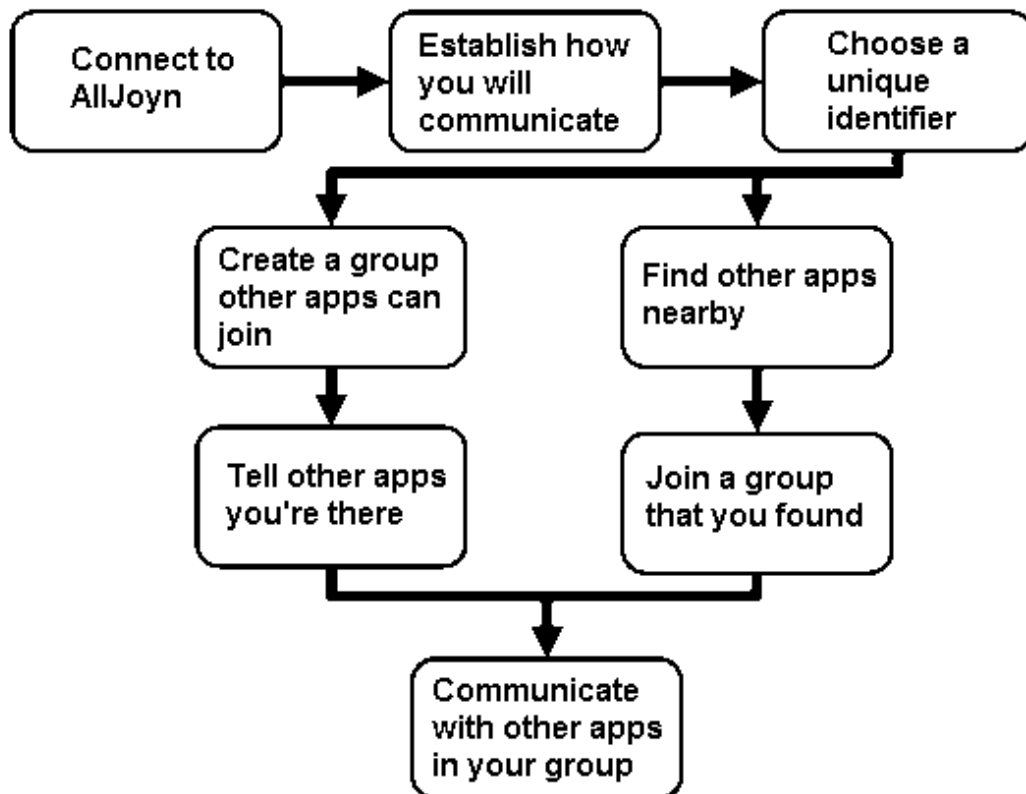 Connect to
AllJoyn
Establish how
you will
communicate
Choose a
unique
identifier
Create a group
other apps can
join
Find other apps
nearby
Tell other apps
you're there
Join a group
that you found
Communicate
with other apps
in your group